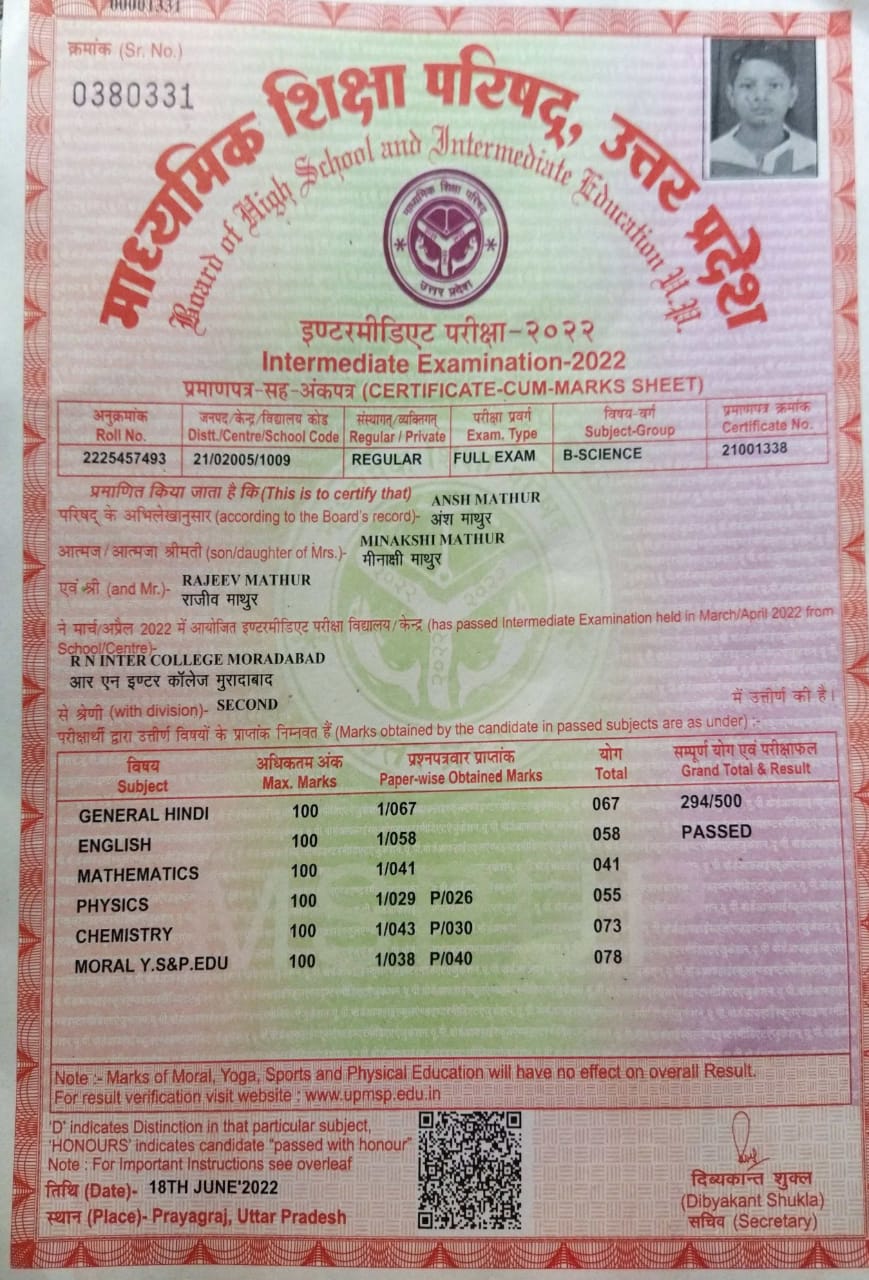 00001331
क्रमांक (Sr. No.)
0380331
माध्यमिक शिक्षा परिषद्, उत्तर प्रदेश
Board of High School and Intermediate Education U.P.
माध्यमिक शिक्षा परिषद्
उत्तर प्रदेश
इण्टरमीडिएट परीक्षा-२०२२
Intermediate Examination-2022
प्रमाणपत्र-सह-अंकपत्र (CERTIFICATE-CUM-MARKS SHEET)
अनुक्रमांक जनपद/केन्द्र/विद्यालय कोड संस्थागत/व्यक्तिगत परीक्षा प्रवर्ग विषय-वर्ग प्रमाणपत्र क्रमांक
Roll No. Distt./Centre/School Code Regular / Private Exam. Type Subject-Group Certificate No.
2225457493 21/02005/1009 REGULAR FULL EXAM B-SCIENCE 21001338
प्रमाणित किया जाता है कि (This is to certify that) ANSH MATHUR
परिषद् के अभिलेखानुसार (according to the Board's record)- अंश माथुर
MINAKSHI MATHUR
आत्मज/आत्मजा श्रीमती (son/daughter of Mrs.)- मीनाक्षी माथुर
RAJEEV MATHUR
एवं श्री (and Mr.)- राजीव माथुर
ने मार्च/अप्रैल 2022 में आयोजित इण्टरमीडिएट परीक्षा विद्यालय/केन्द्र (has passed Intermediate Examination held in March/April 2022 from
School/Centre)-
R N INTER COLLEGE MORADABAD
आर एन इण्टर कॉलेज मुरादाबाद
से श्रेणी (with division)- SECOND में उत्तीर्ण की है।
परीक्षार्थी द्वारा उत्तीर्ण विषयों के प्राप्तांक निम्नवत हैं (Marks obtained by the candidate in passed subjects are as under) :-
विषय अधिकतम अंक प्रश्नपत्रवार प्राप्तांक योग सम्पूर्ण योग एवं परीक्षाफल
Subject Max. Marks Paper-wise Obtained Marks Total Grand Total & Result
GENERAL HINDI 100 1/067 067 294/500
ENGLISH 100 1/058 058 PASSED
MATHEMATICS 100 1/041 041
PHYSICS 100 1/029 P/026 055
CHEMISTRY 100 1/043 P/030 073
MORAL Y.S&P.EDU 100 1/038 P/040 078
Note :- Marks of Moral, Yoga, Sports and Physical Education will have no effect on overall Result.
For result verification visit website : www.upmsp.edu.in
'D' indicates Distinction in that particular subject,
'HONOURS' indicates candidate "passed with honour"
Note : For Important Instructions see overleaf
तिथि (Date)- 18TH JUNE'2022
स्थान (Place)- Prayagraj, Uttar Pradesh
दिब्यकान्त शुक्ल
(Dibyakant Shukla)
सचिव (Secretary)